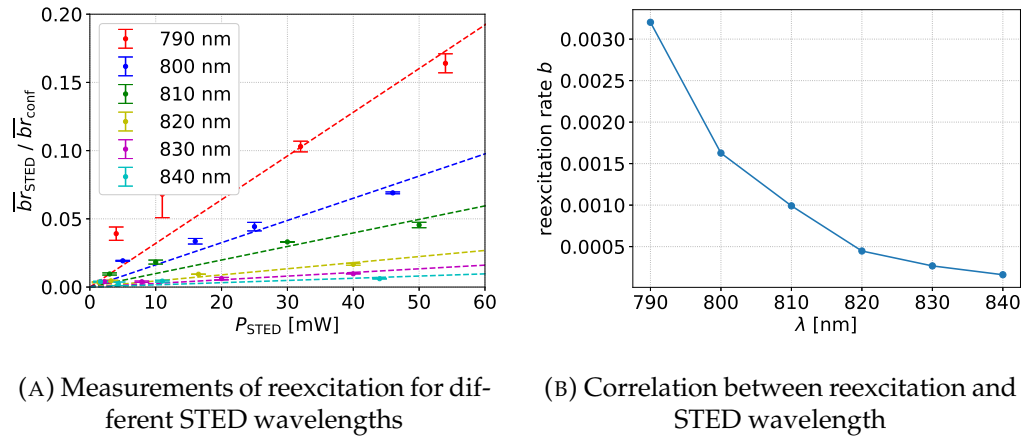 0.20
0.15
0.10
0.05
0.00
0
10
20
30
40
50
60
790 nm
800 nm
810 nm
820 nm
830 nm
840 nm
br_STED / br_conf
P_STED [mW]
0.0030
0.0025
0.0020
0.0015
0.0010
0.0005
790
800
810
820
830
840
reexcitation rate b
λ [nm]
(A) Measurements of reexcitation for dif-
ferent STED wavelengths
(B) Correlation between reexcitation and
STED wavelength